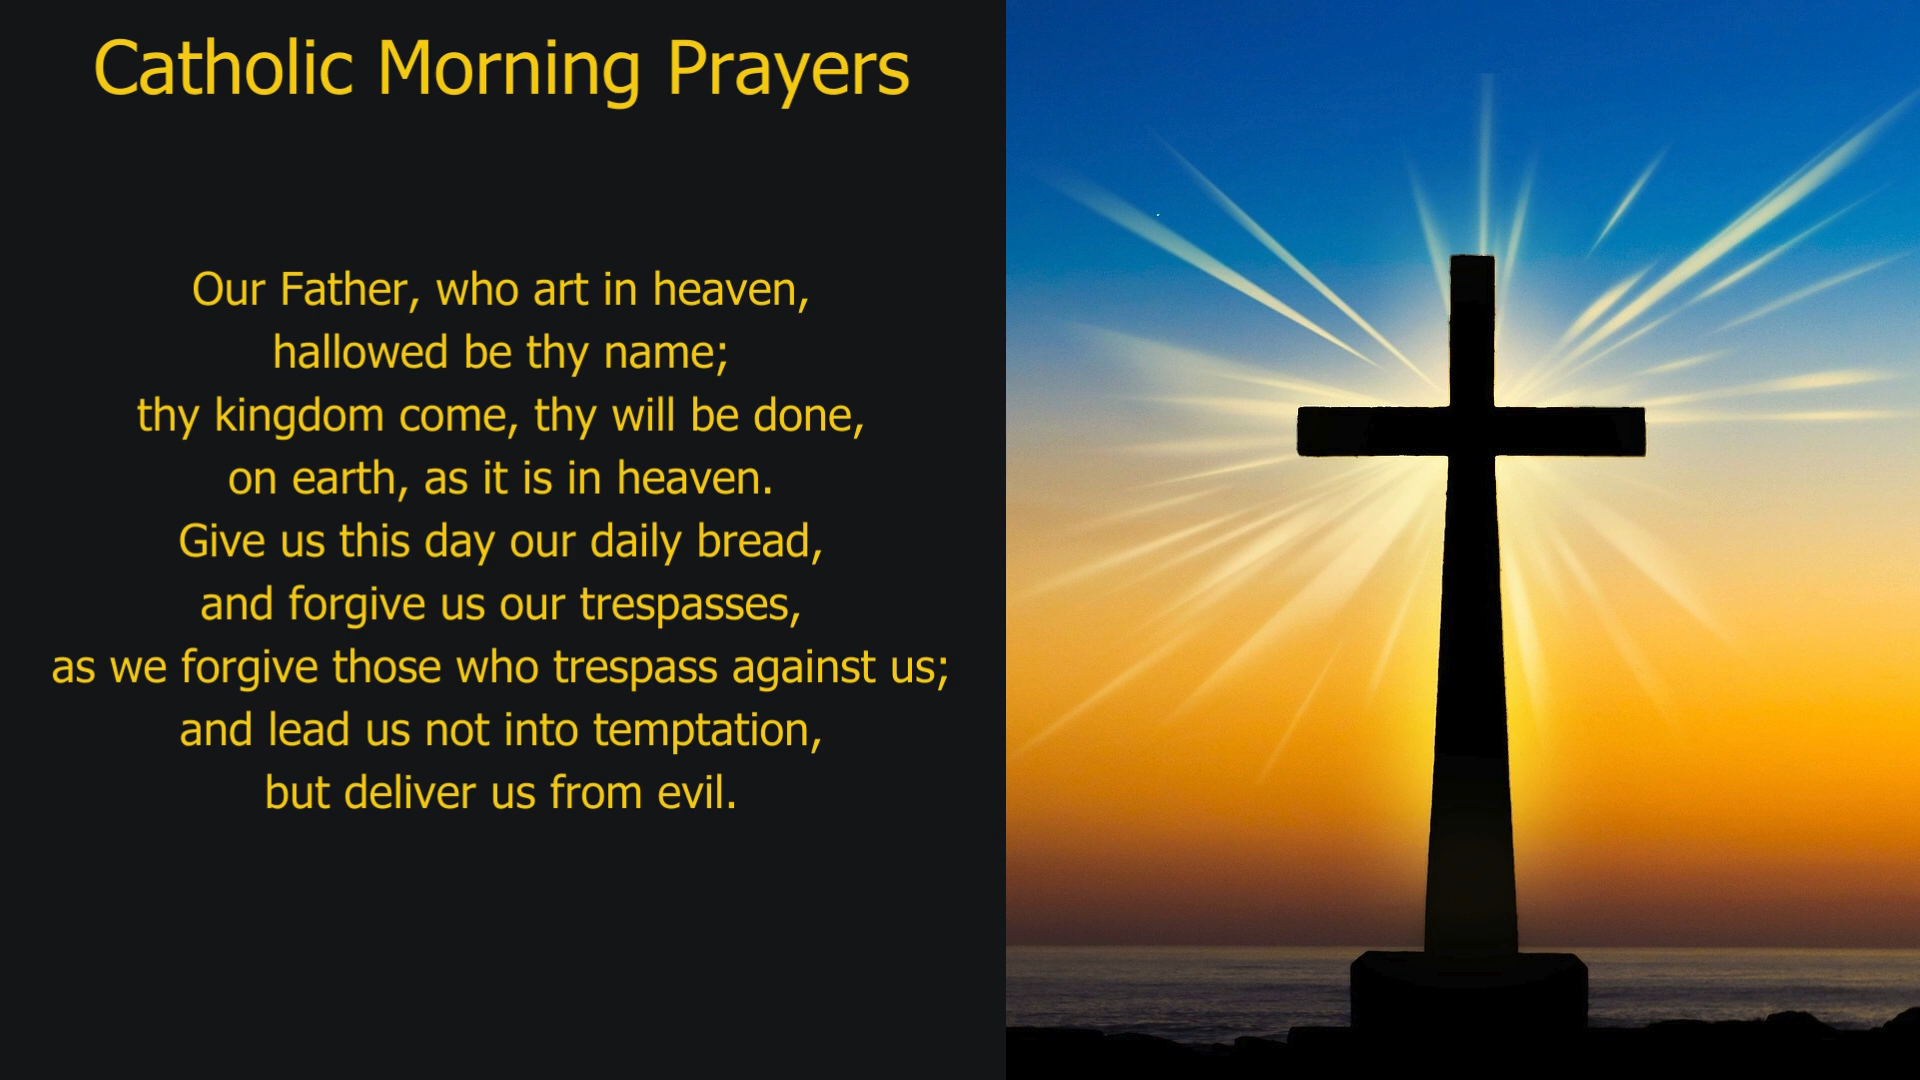 Catholic Morning Prayers
Our Father, who art in heaven,
hallowed be thy name;
thy kingdom come, thy will be done,
on earth, as it is in heaven.
Give us this day our daily bread,
and forgive us our trespasses,
as we forgive those who trespass against us;
and lead us not into temptation,
but deliver us from evil.